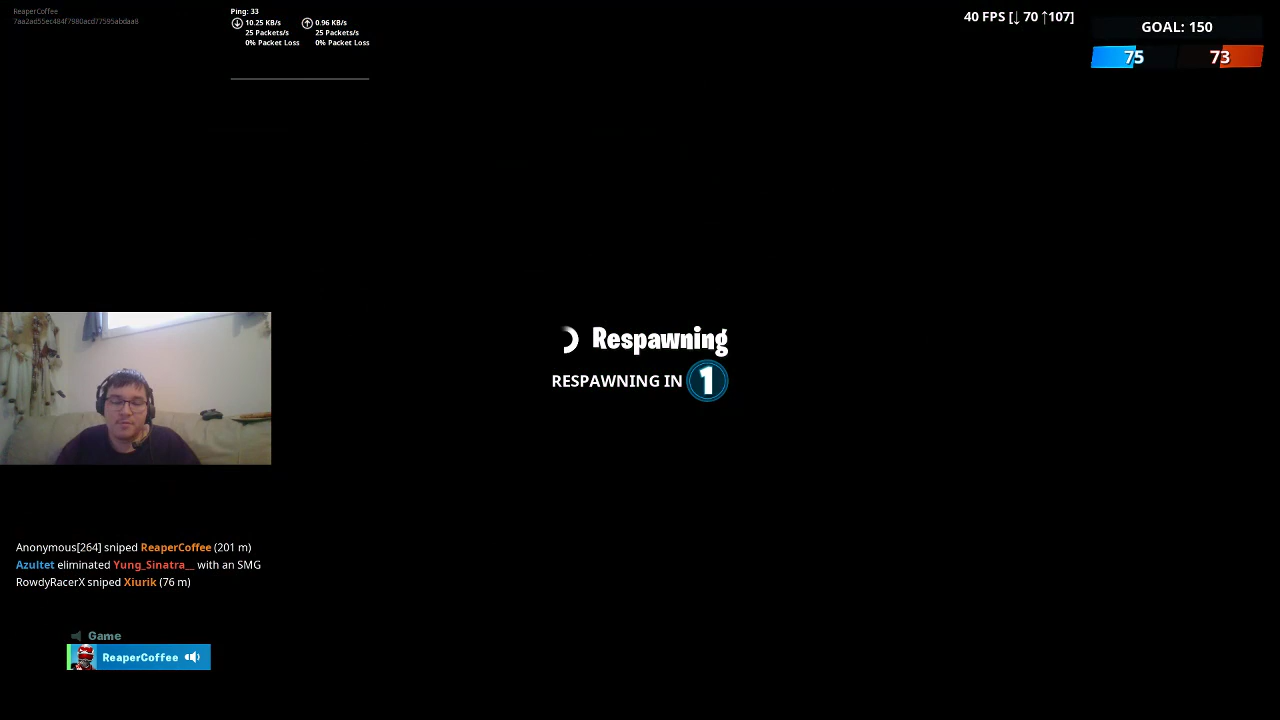 ReaperCoffee
7aa2ad55ec484f7980acd77595abdaa8
Ping: 33
10.25 KB/s 0.96 KB/s
25 Packets/s 25 Packets/s
0% Packet Loss 0% Packet Loss
40 FPS [↓ 70 ↑107]
GOAL: 150
75 73
Respawning
RESPAWNING IN 1
Anonymous[264] sniped ReaperCoffee (201 m)
Azultet eliminated Yung_Sinatra__ with an SMG
RowdyRacerX sniped Xiurik (76 m)
Game
ReaperCoffee